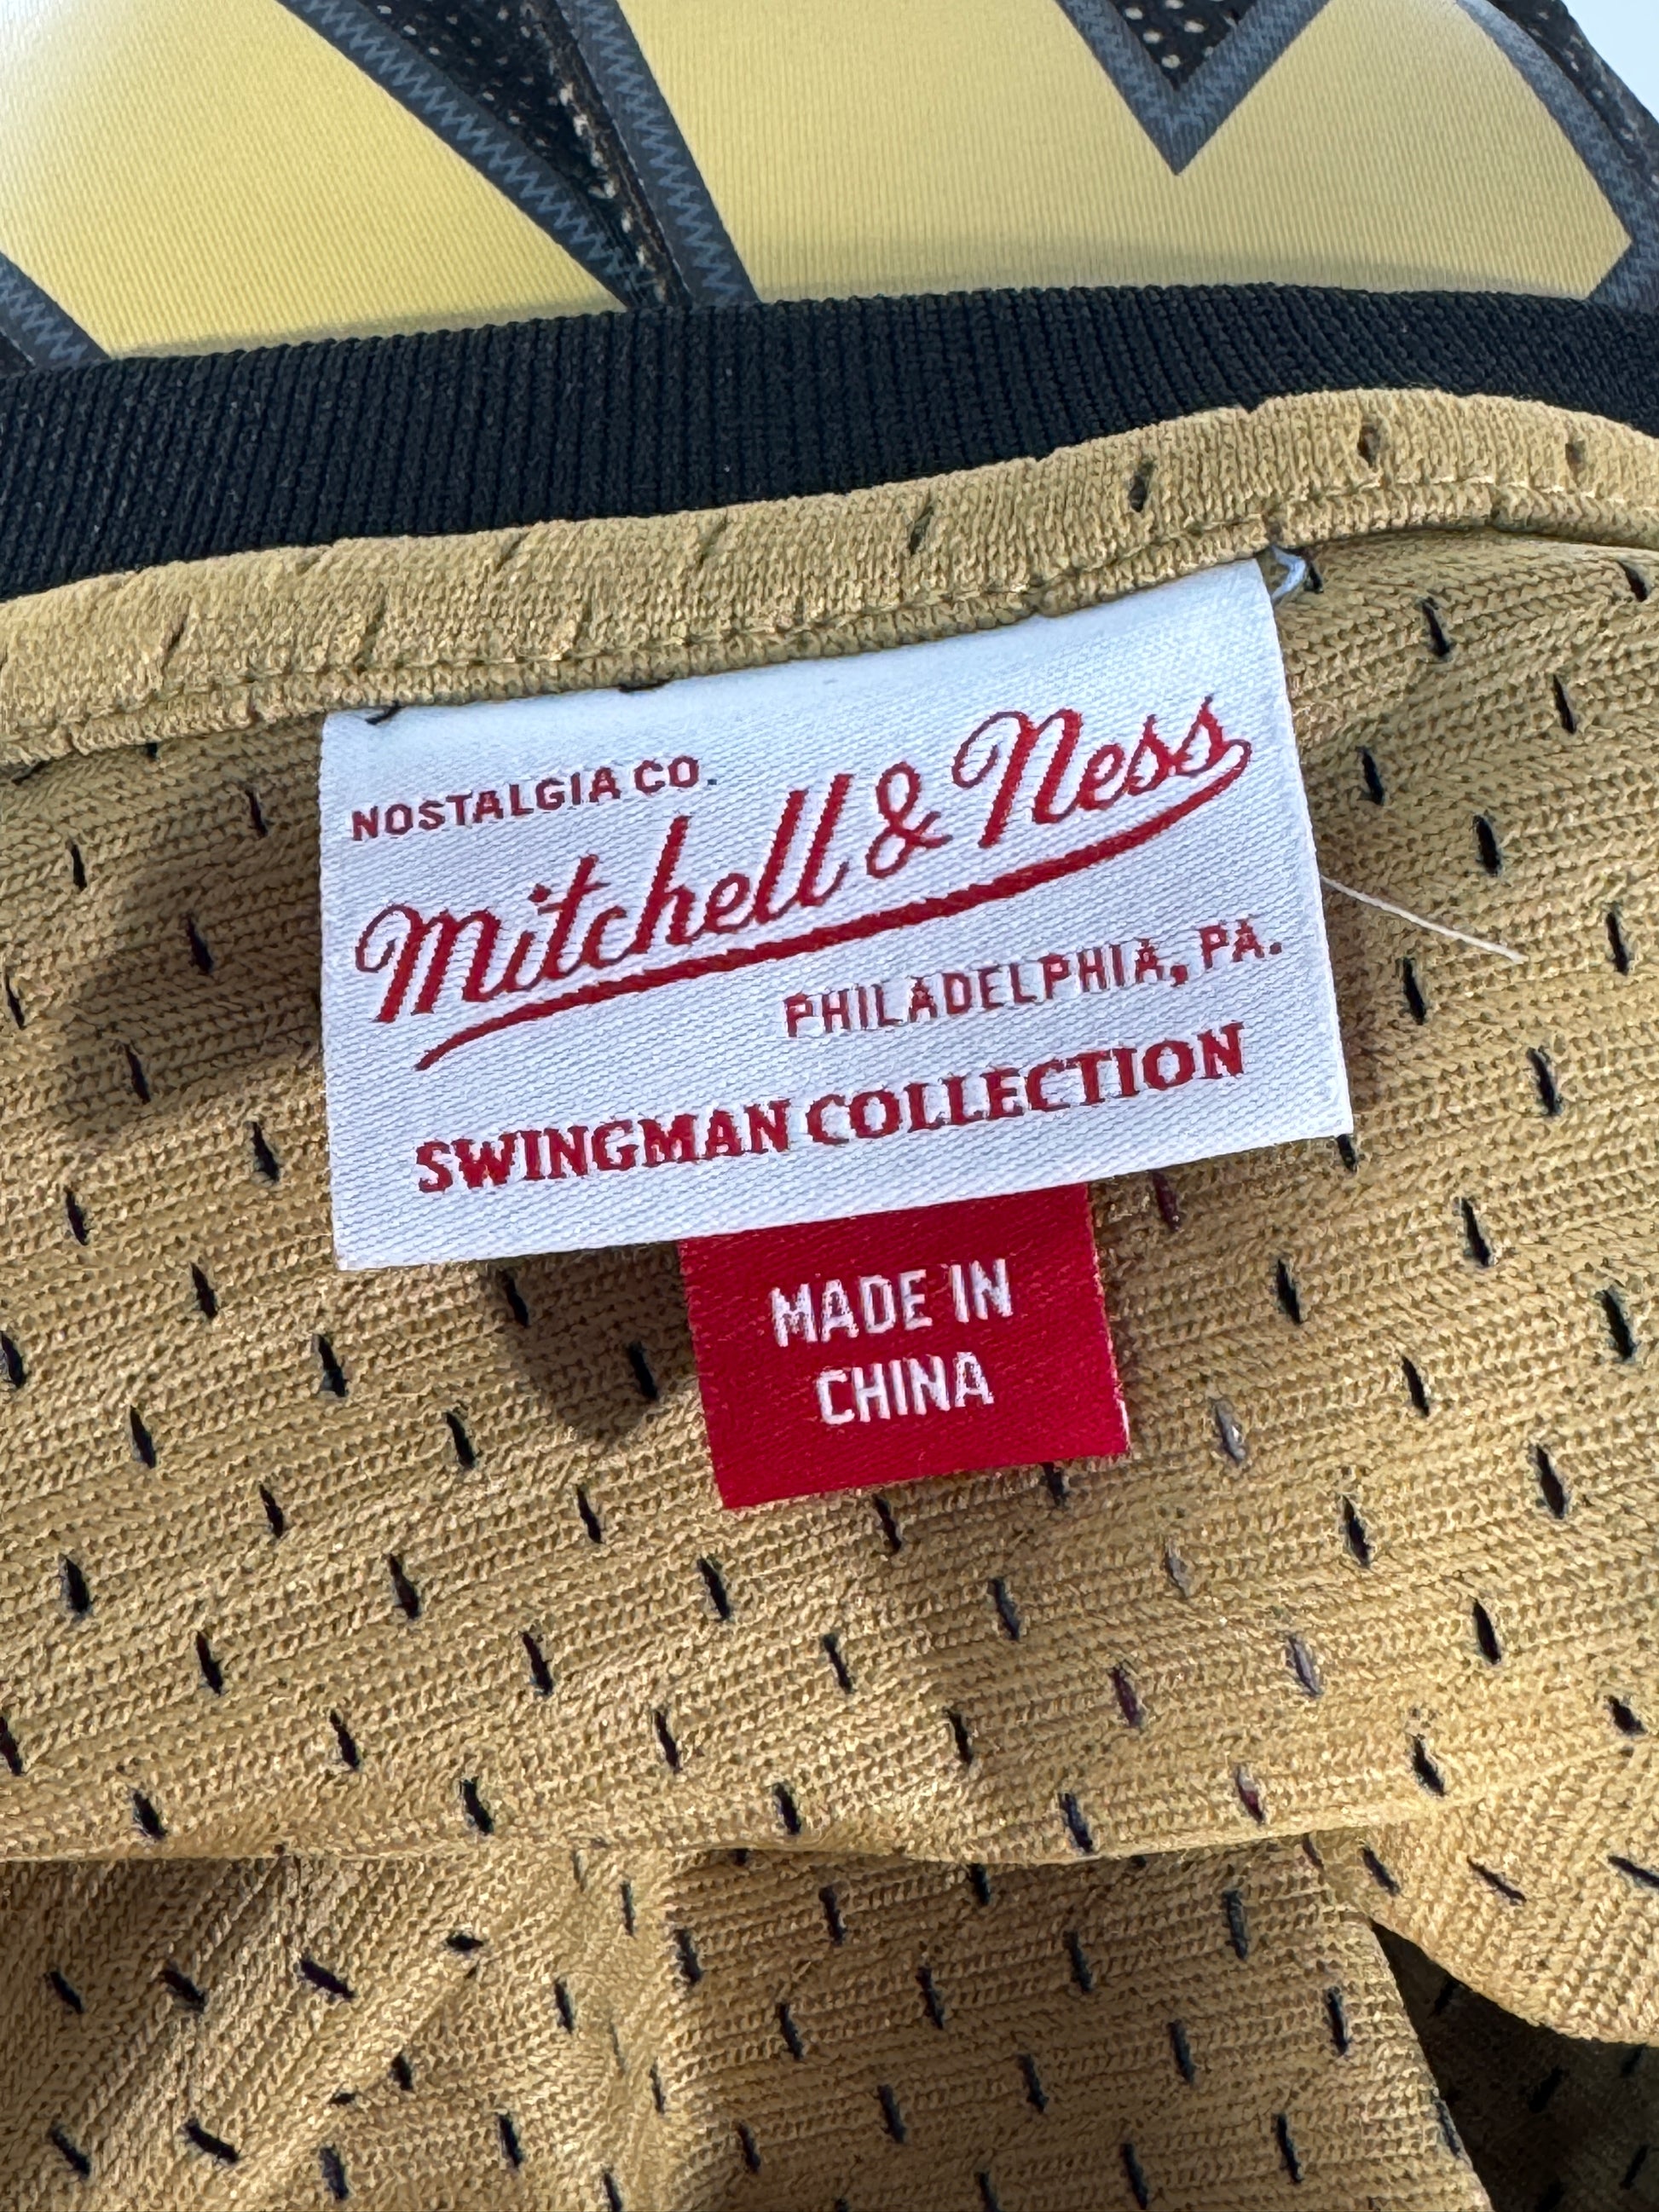 NOSTALGIA CO.
Mitchell & Ness
PHILADELPHIA, PA.
SWINGMAN COLLECTION
MADE IN
CHINA